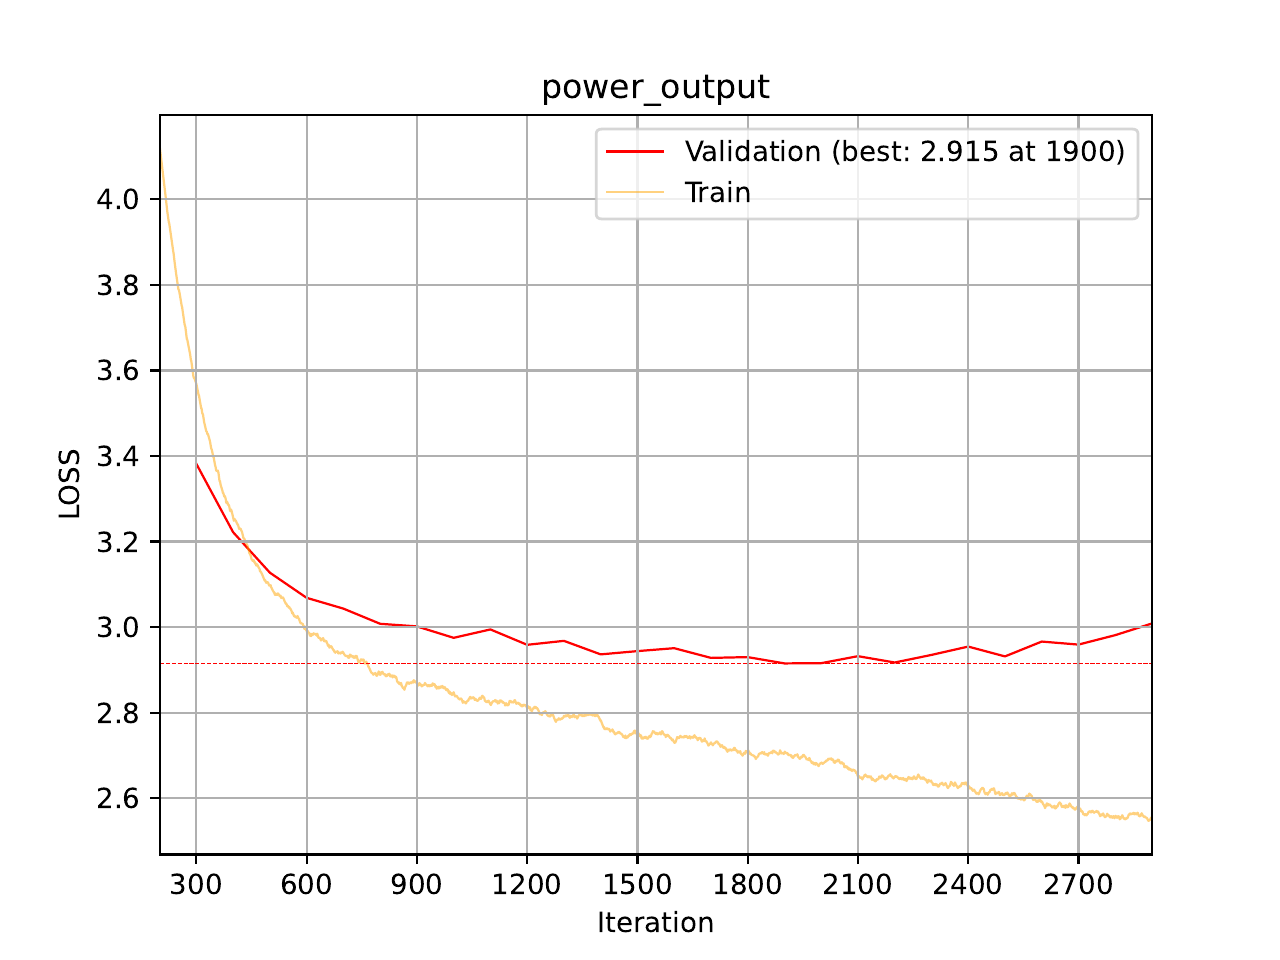 power_output
Validation (best: 2.915 at 1900)
Train
4.0
3.8
3.6
3.4
3.2
3.0
2.8
2.6
LOSS
300 600 900 1200 1500 1800 2100 2400 2700
Iteration